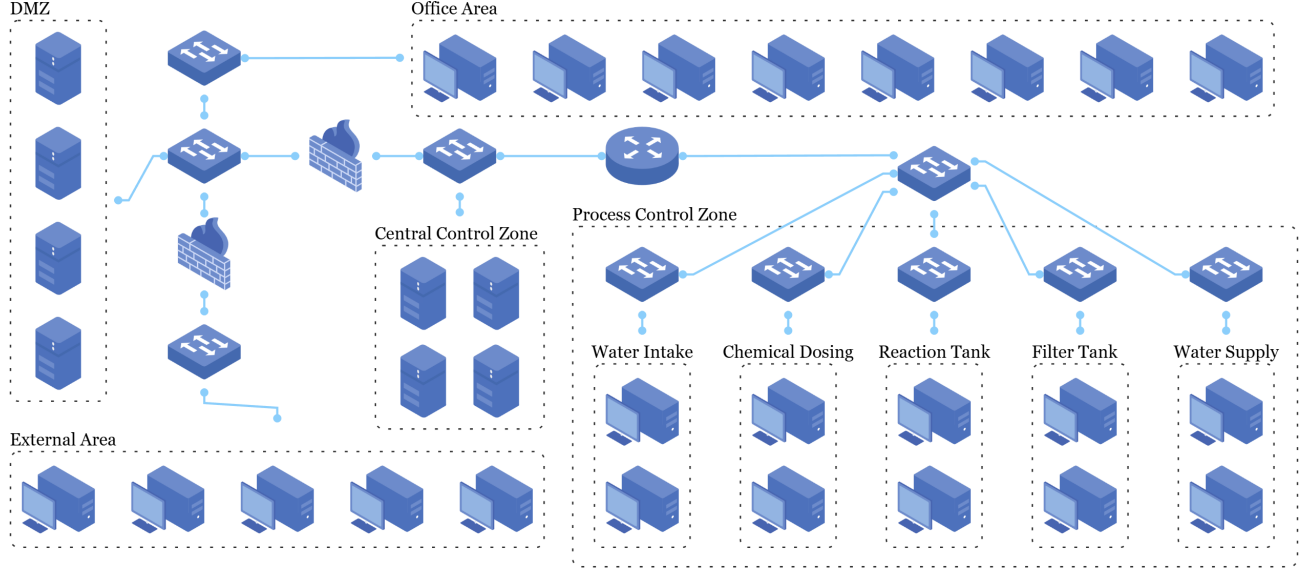 DMZ
Office Area
Process Control Zone
Central Control Zone
Water Intake
Chemical Dosing
Reaction Tank
Filter Tank
Water Supply
External Area